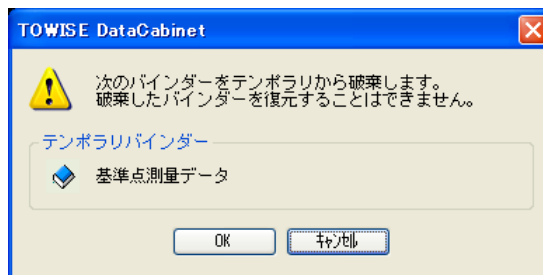 TOWISE DataCabinet
次のバインダーをテンポラリから破棄します。
破棄したバインダーを復元することはできません。
テンポラリバインダー
基準点測量データ
OK
ｷｬﾝｾﾙ